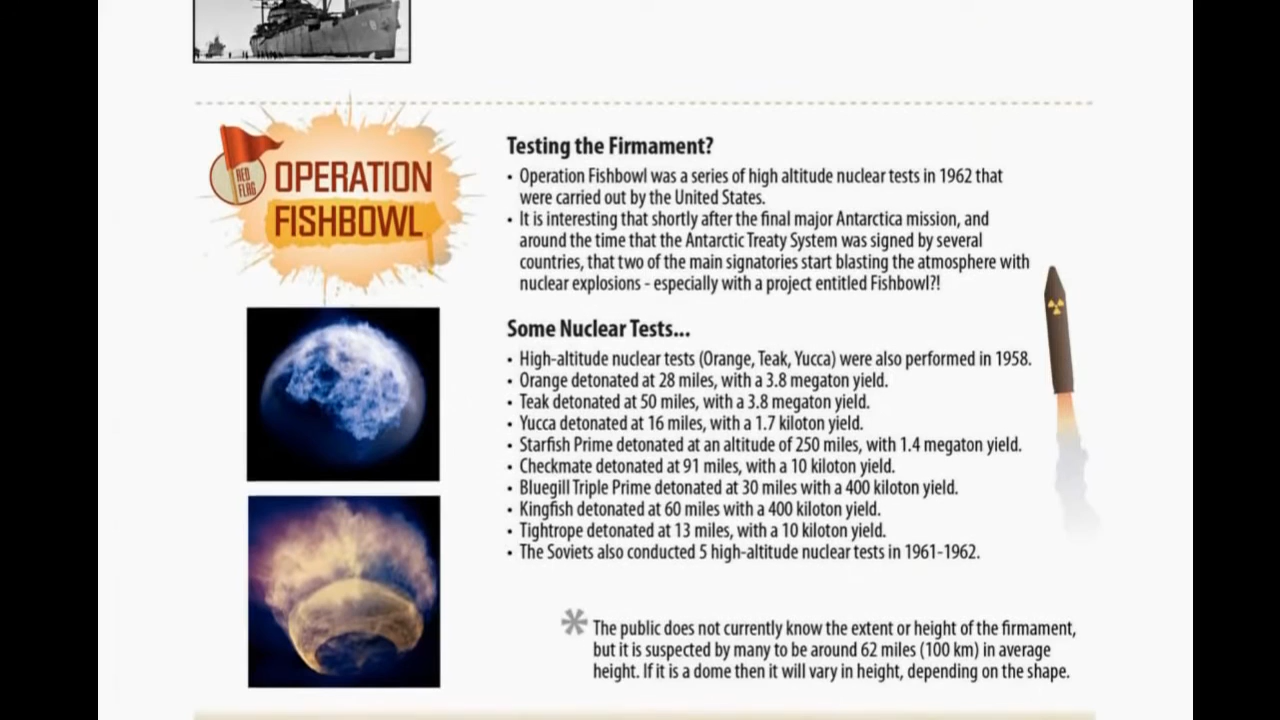 RED
FLAG
OPERATION
FISHBOWL
Testing the Firmament?
• Operation Fishbowl was a series of high altitude nuclear tests in 1962 that
were carried out by the United States.
• It is interesting that shortly after the final major Antarctica mission, and
around the time that the Antarctic Treaty System was signed by several
countries, that two of the main signatories start blasting the atmosphere with
nuclear explosions - especially with a project entitled Fishbowl?!
Some Nuclear Tests...
• High-altitude nuclear tests (Orange, Teak, Yucca) were also performed in 1958.
• Orange detonated at 28 miles, with a 3.8 megaton yield.
• Teak detonated at 50 miles, with a 3.8 megaton yield.
• Yucca detonated at 16 miles, with a 1.7 kiloton yield.
• Starfish Prime detonated at an altitude of 250 miles, with 1.4 megaton yield.
• Checkmate detonated at 91 miles, with a 10 kiloton yield.
• Bluegill Triple Prime detonated at 30 miles with a 400 kiloton yield.
• Kingfish detonated at 60 miles with a 400 kiloton yield.
• Tightrope detonated at 13 miles, with a 10 kiloton yield.
• The Soviets also conducted 5 high-altitude nuclear tests in 1961-1962.
* The public does not currently know the extent or height of the firmament,
but it is suspected by many to be around 62 miles (100 km) in average
height. If it is a dome then it will vary in height, depending on the shape.